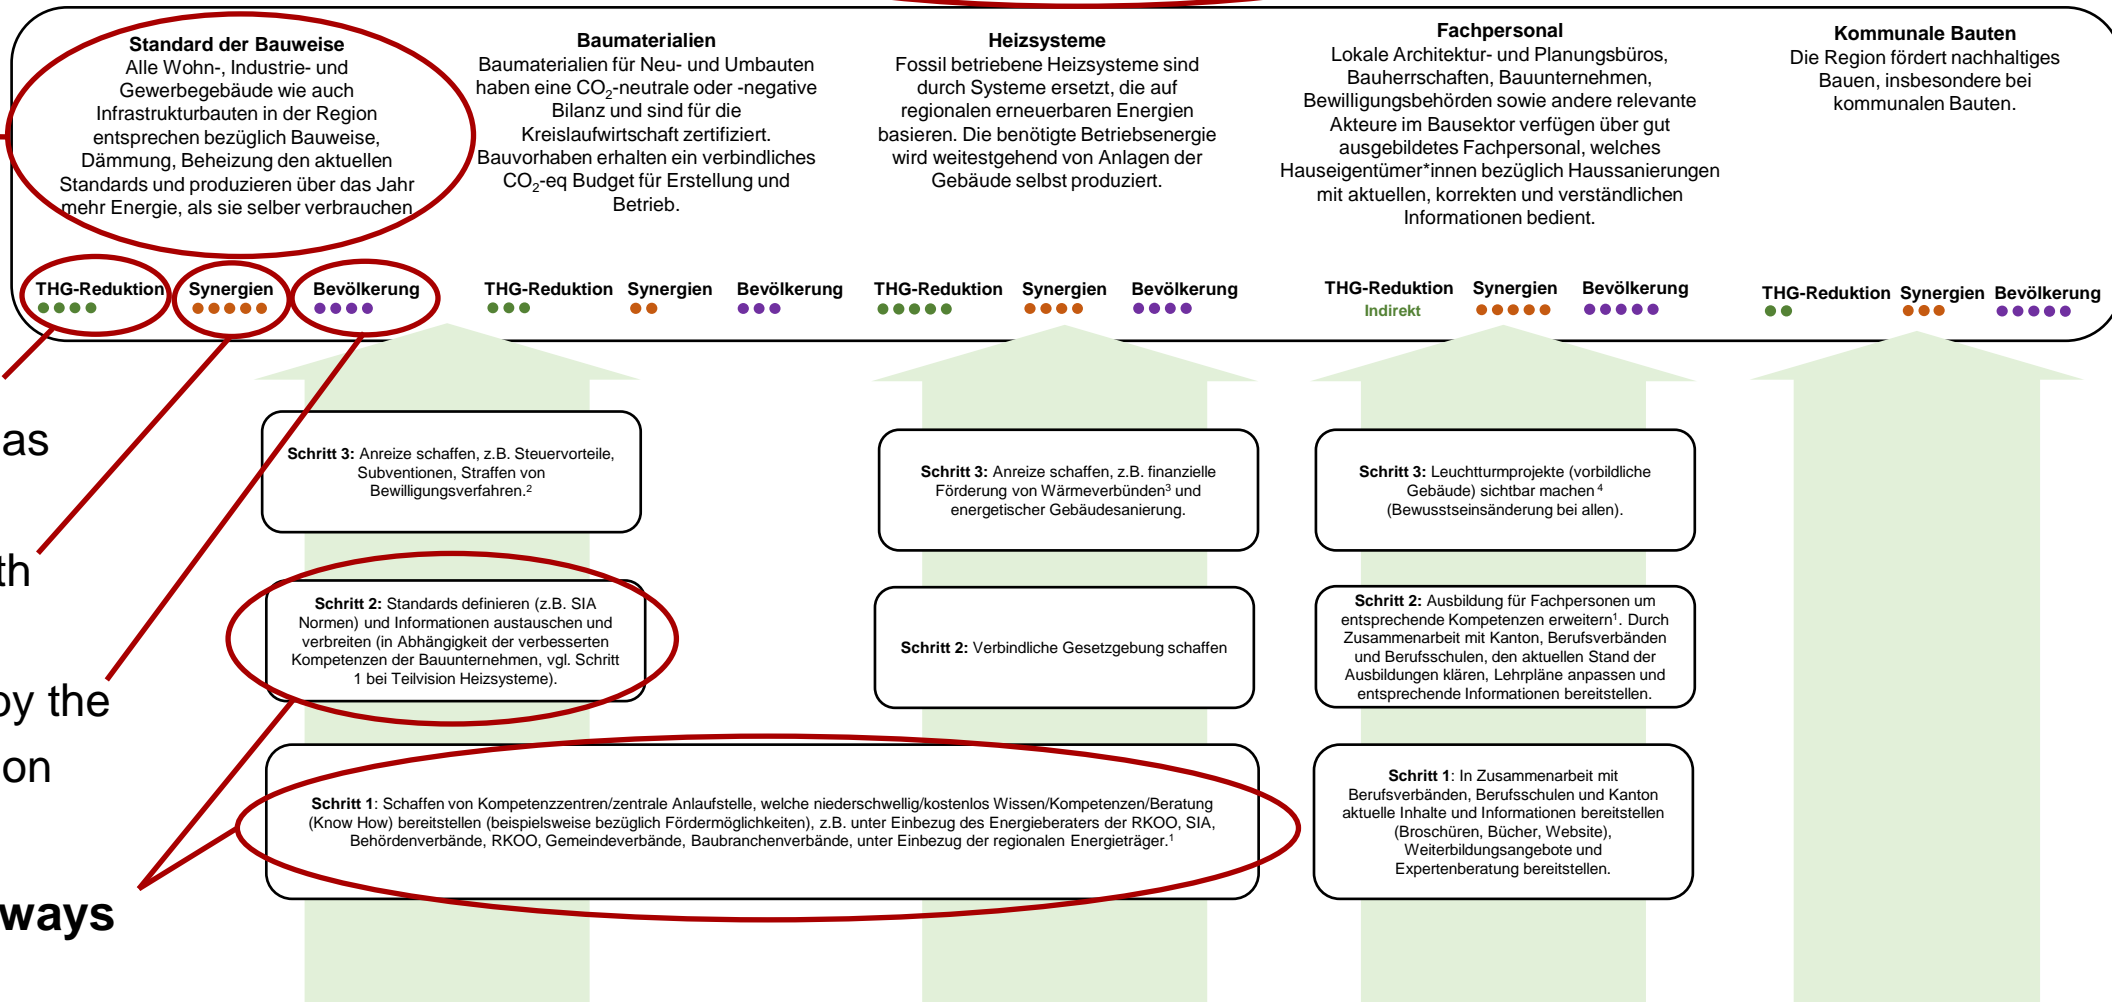 Standard der Bauweise
Alle Wohn-, Industrie- und
Gewerbegebäude wie auch
Infrastrukturbauten in der Region
entsprechen bezüglich Bauweise,
Dämmung, Beheizung den aktuellen
Standards und produzieren über das Jahr
mehr Energie, als sie selber verbrauchen
THG-Reduktion Synergien Bevölkerung
Baumaterialien
Baumaterialien für Neu- und Umbauten
haben eine CO₂-neutrale oder -negative
Bilanz und sind für die
Kreislaufwirtschaft zertifiziert.
Bauvorhaben erhalten ein verbindliches
CO₂-eq Budget für Erstellung und
Betrieb.
THG-Reduktion Synergien Bevölkerung
Heizsysteme
Fossil betriebene Heizsysteme sind
durch Systeme ersetzt, die auf
regionalen erneuerbaren Energien
basieren. Die benötigte Betriebsenergie
wird weitestgehend von Anlagen der
Gebäude selbst produziert.
THG-Reduktion Synergien Bevölkerung
Fachpersonal
Lokale Architektur- und Planungsbüros,
Bauherrschaften, Bauunternehmen,
Bewilligungsbehörden sowie andere relevante
Akteure im Bausektor verfügen über gut
ausgebildetes Fachpersonal, welches
Hauseigentümer*innen bezüglich Haussanierungen
mit aktuellen, korrekten und verständlichen
Informationen bedient.
THG-Reduktion Synergien Bevölkerung
Indirekt
Kommunale Bauten
Die Region fördert nachhaltiges
Bauen, insbesondere bei
kommunalen Bauten.
THG-Reduktion Synergien Bevölkerung
as
th
by the
on
ways
Schritt 3: Anreize schaffen, z.B. Steuervorteile,
Subventionen, Straffen von
Bewilligungsverfahren.²
Schritt 2: Standards definieren (z.B. SIA
Normen) und Informationen austauschen und
verbreiten (in Abhängigkeit der verbesserten
Kompetenzen der Bauunternehmen, vgl. Schritt
1 bei Teilvision Heizsysteme).
Schritt 3: Anreize schaffen, z.B. finanzielle
Förderung von Wärmeverbünden³ und
energetischer Gebäudesanierung.
Schritt 2: Verbindliche Gesetzgebung schaffen
Schritt 1: Schaffen von Kompetenzzentren/zentrale Anlaufstelle, welche niederschwellig/kostenlos Wissen/Kompetenzen/Beratung
(Know How) bereitstellen (beispielsweise bezüglich Fördermöglichkeiten), z.B. unter Einbezug des Energieberaters der RKOO, SIA,
Behördenverbände, RKOO, Gemeindeverbände, Baubranchenverbände, unter Einbezug der regionalen Energieträger.¹
Schritt 3: Leuchtturmprojekte (vorbildliche
Gebäude) sichtbar machen ⁴
(Bewusstseinsänderung bei allen).
Schritt 2: Ausbildung für Fachpersonen um
entsprechende Kompetenzen erweitern¹. Durch
Zusammenarbeit mit Kanton, Berufsverbänden
und Berufsschulen, den aktuellen Stand der
Ausbildungen klären, Lehrpläne anpassen und
entsprechende Informationen bereitstellen.
Schritt 1: In Zusammenarbeit mit
Berufsverbänden, Berufsschulen und Kanton
aktuelle Inhalte und Informationen bereitstellen
(Broschüren, Bücher, Website),
Weiterbildungsangebote und
Expertenberatung bereitstellen.